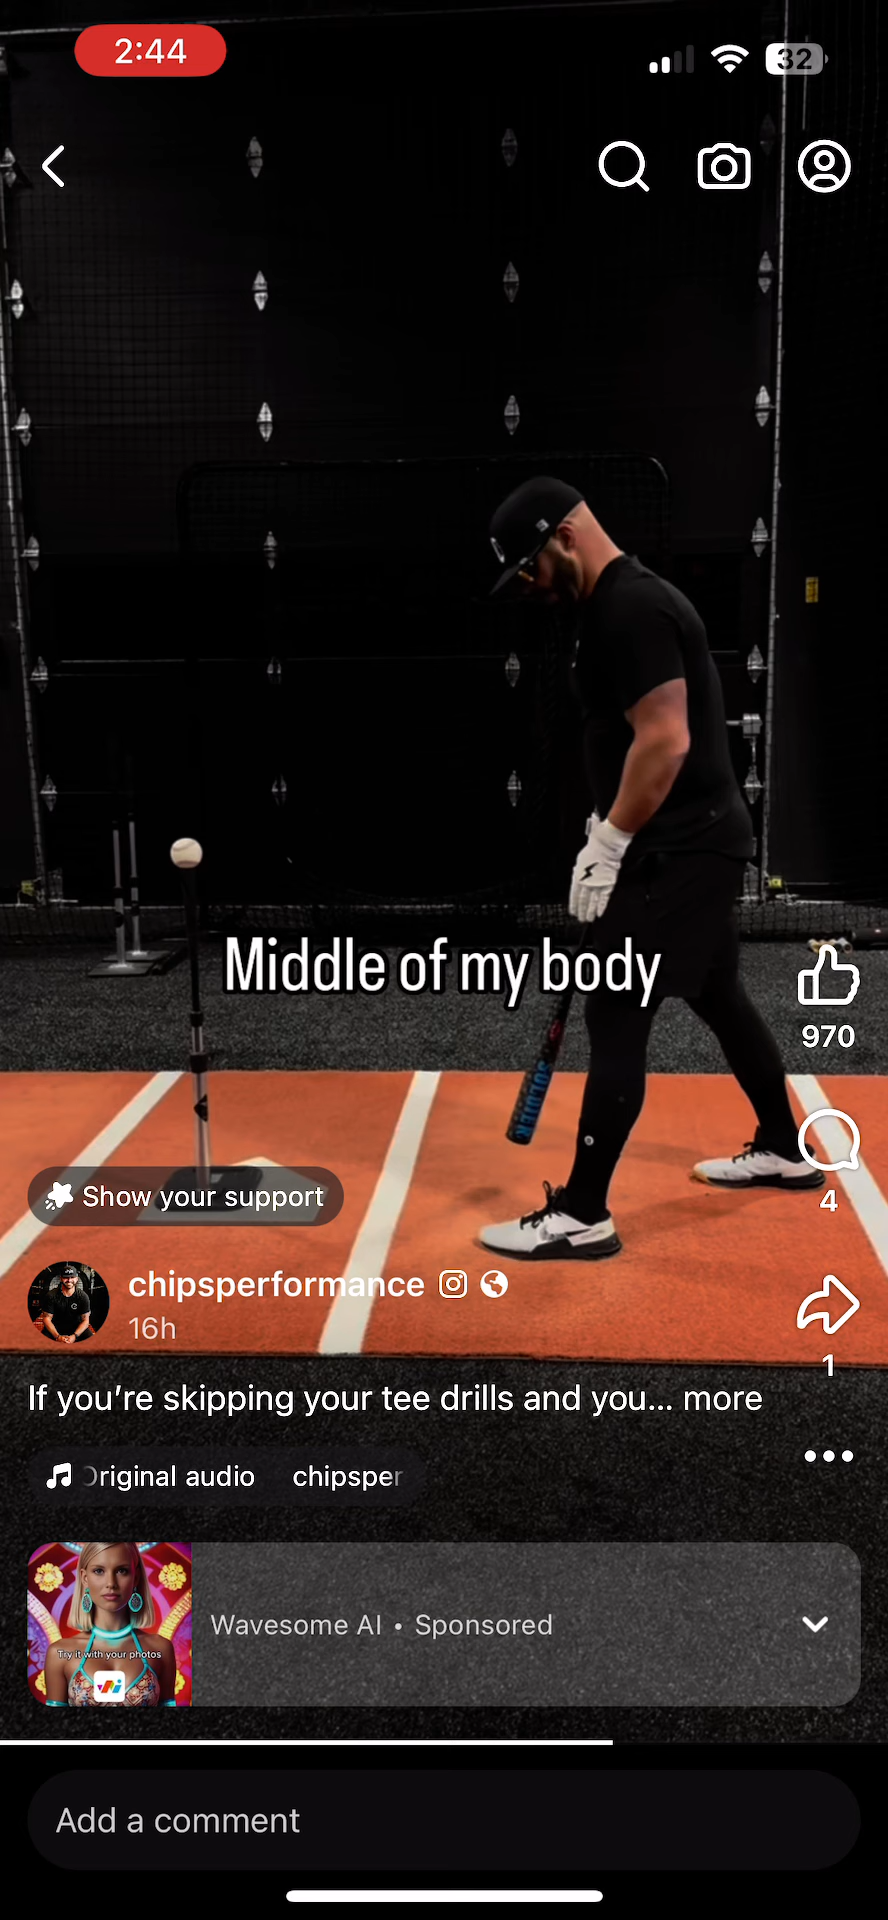 2:44
32
Middle of my body
970
Show your support
4
chipsperformance
16h
1
If you're skipping your tee drills and you... more
Original audio chipsper
Wavesome AI • Sponsored
Try it with your photos
Add a comment